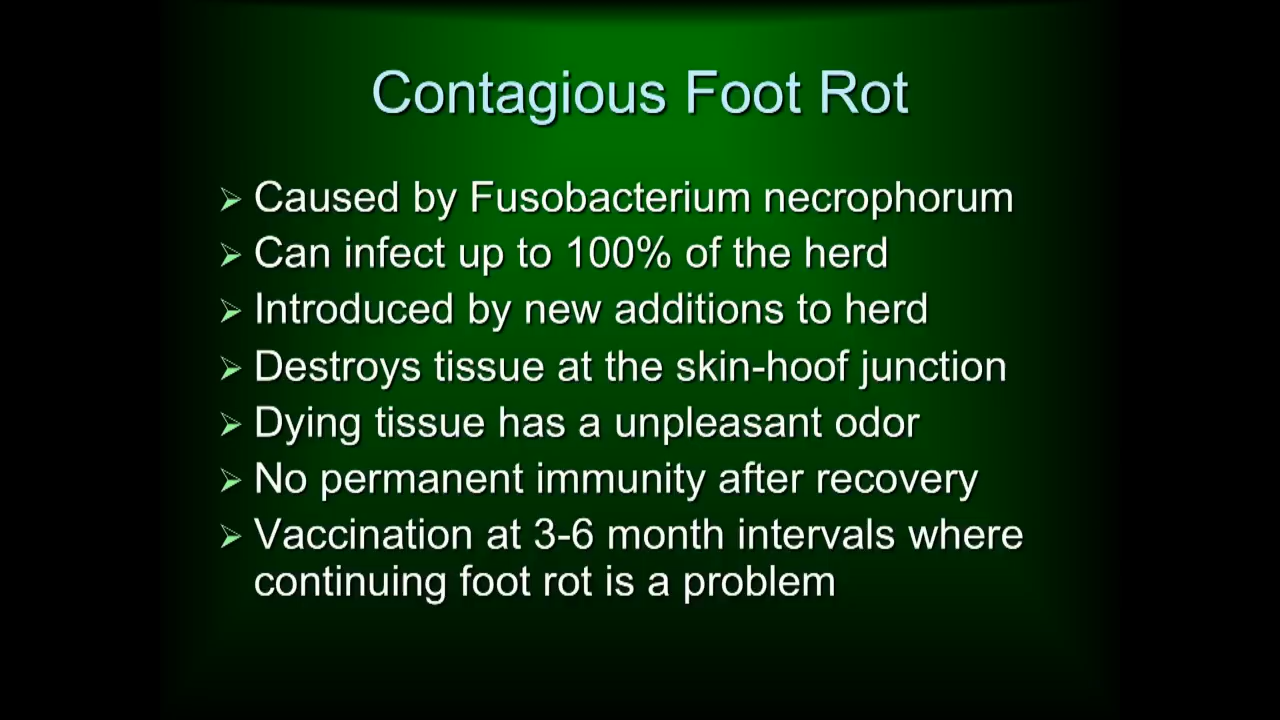 Contagious Foot Rot
➢ Caused by Fusobacterium necrophorum
➢ Can infect up to 100% of the herd
➢ Introduced by new additions to herd
➢ Destroys tissue at the skin-hoof junction
➢ Dying tissue has a unpleasant odor
➢ No permanent immunity after recovery
➢ Vaccination at 3-6 month intervals where
continuing foot rot is a problem